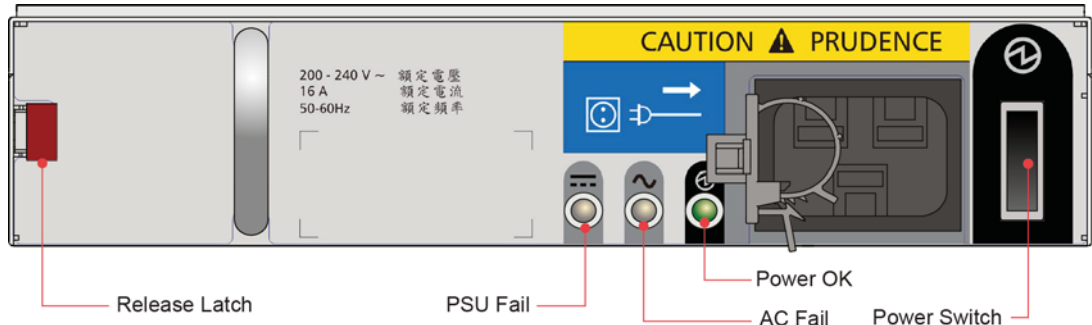 CAUTION PRUDENCE
200 - 240 V ~ 額定電壓
16 A 額定電流
50-60Hz 額定頻率
Release Latch
PSU Fail
Power OK
AC Fail
Power Switch